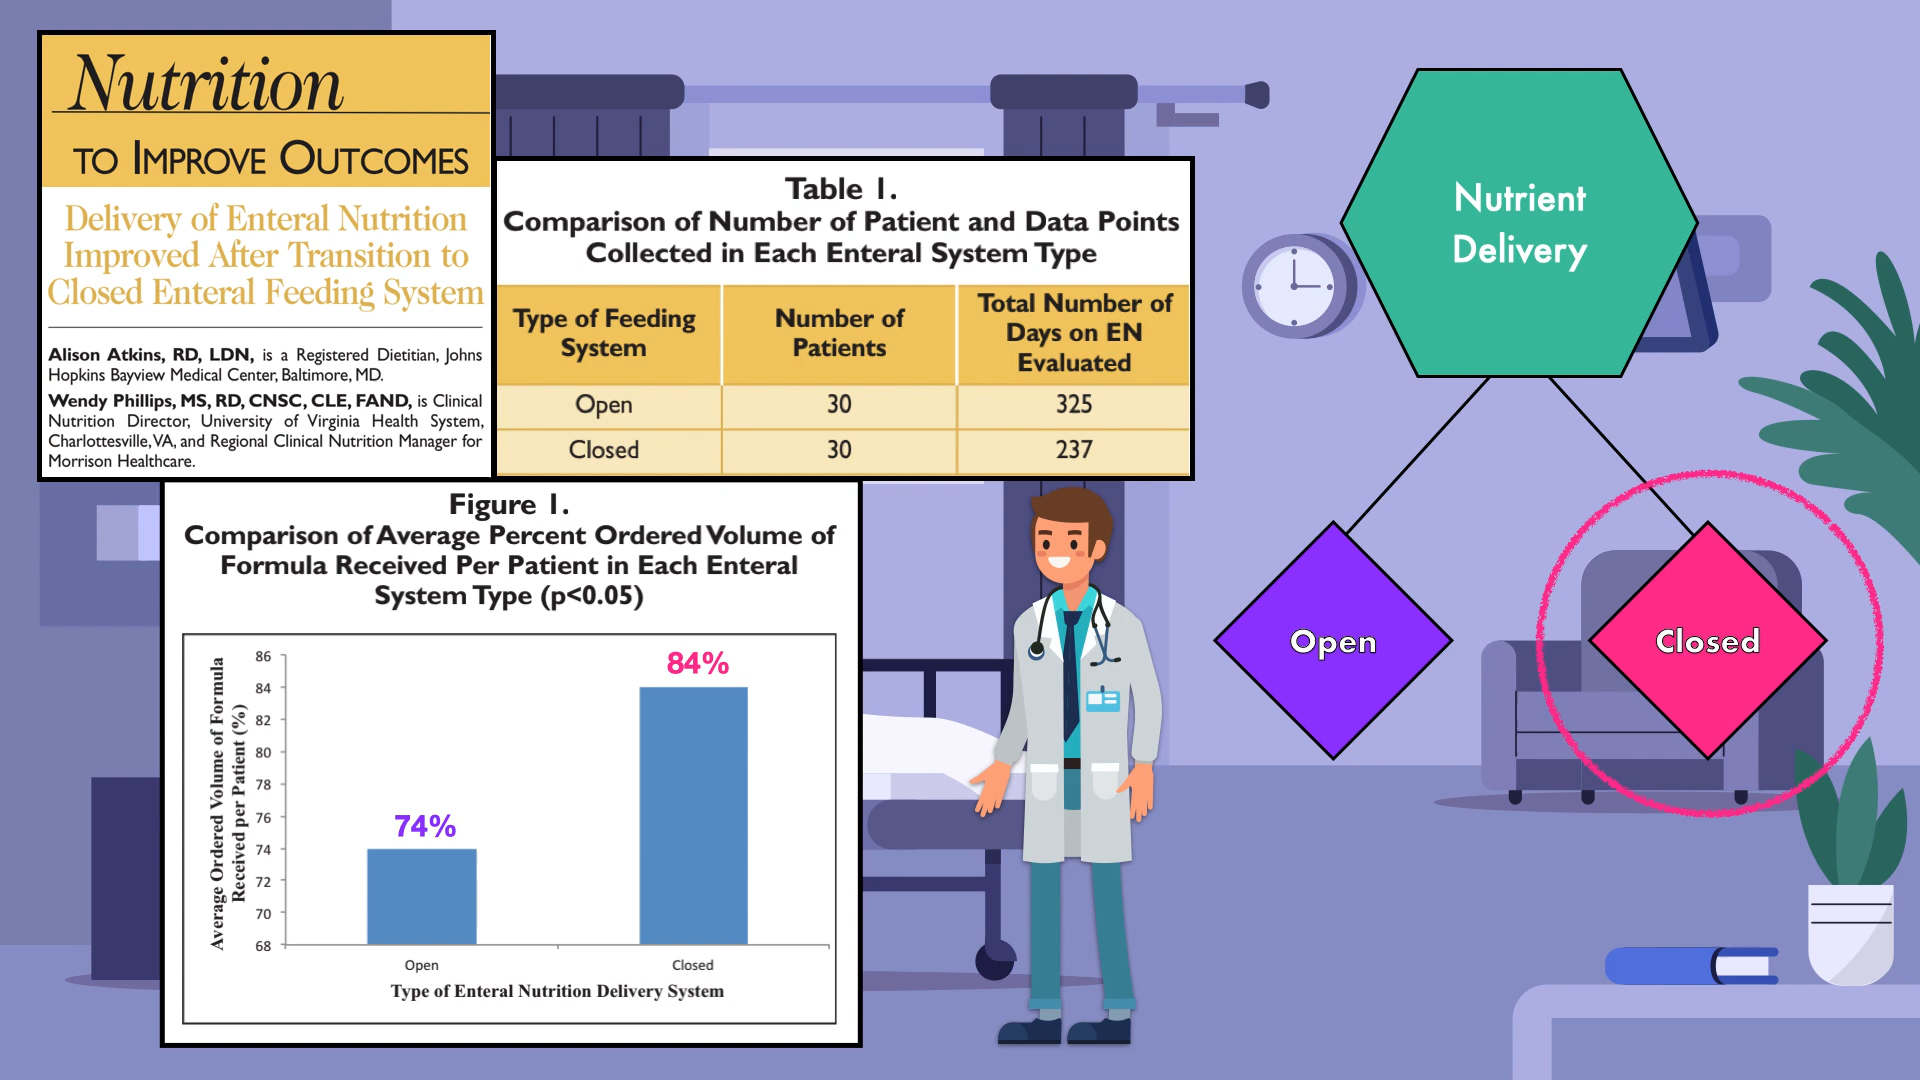 Nutrition
TO IMPROVE OUTCOMES
Delivery of Enteral Nutrition
Improved After Transition to
Closed Enteral Feeding System
Alison Atkins, RD, LDN, is a Registered Dietitian, Johns
Hopkins Bayview Medical Center, Baltimore, MD.
Wendy Phillips, MS, RD, CNSC, CLE, FAND, is Clinical
Nutrition Director, University of Virginia Health System,
Charlottesville, VA, and Regional Clinical Nutrition Manager for
Morrison Healthcare.
Table 1.
Comparison of Number of Patient and Data Points
Collected in Each Enteral System Type
Type of Feeding
System
Number of
Patients
Total Number of
Days on EN
Evaluated
Open 30 325
Closed 30 237
Figure 1.
Comparison of Average Percent Ordered Volume of
Formula Received Per Patient in Each Enteral
System Type (p<0.05)
Average Ordered Volume of Formula
Received per Patient (%)
86
84
82
80
78
76
74
72
70
68
74%
84%
Open
Closed
Type of Enteral Nutrition Delivery System
Nutrient
Delivery
Open
Closed